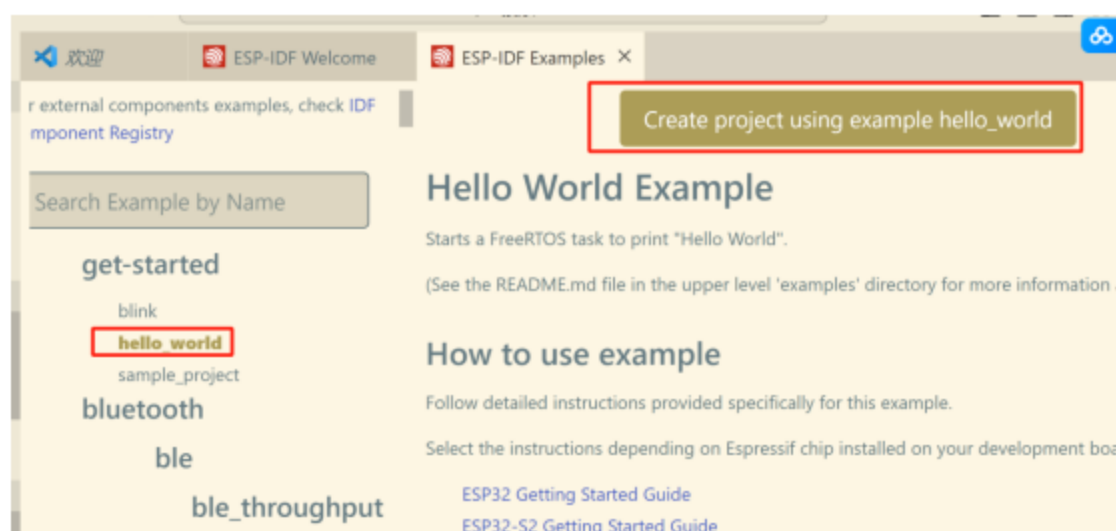 欢迎
ESP-IDF Welcome
ESP-IDF Examples
r external components examples, check IDF
mponent Registry
Search Example by Name
get-started
blink
hello_world
sample_project
bluetooth
ble
ble_throughput
Create project using example hello_world
Hello World Example
Starts a FreeRTOS task to print "Hello World".
(See the README.md file in the upper level 'examples' directory for more information
How to use example
Follow detailed instructions provided specifically for this example.
Select the instructions depending on Espressif chip installed on your development boa
ESP32 Getting Started Guide
ESP32-S2 Getting Started Guide